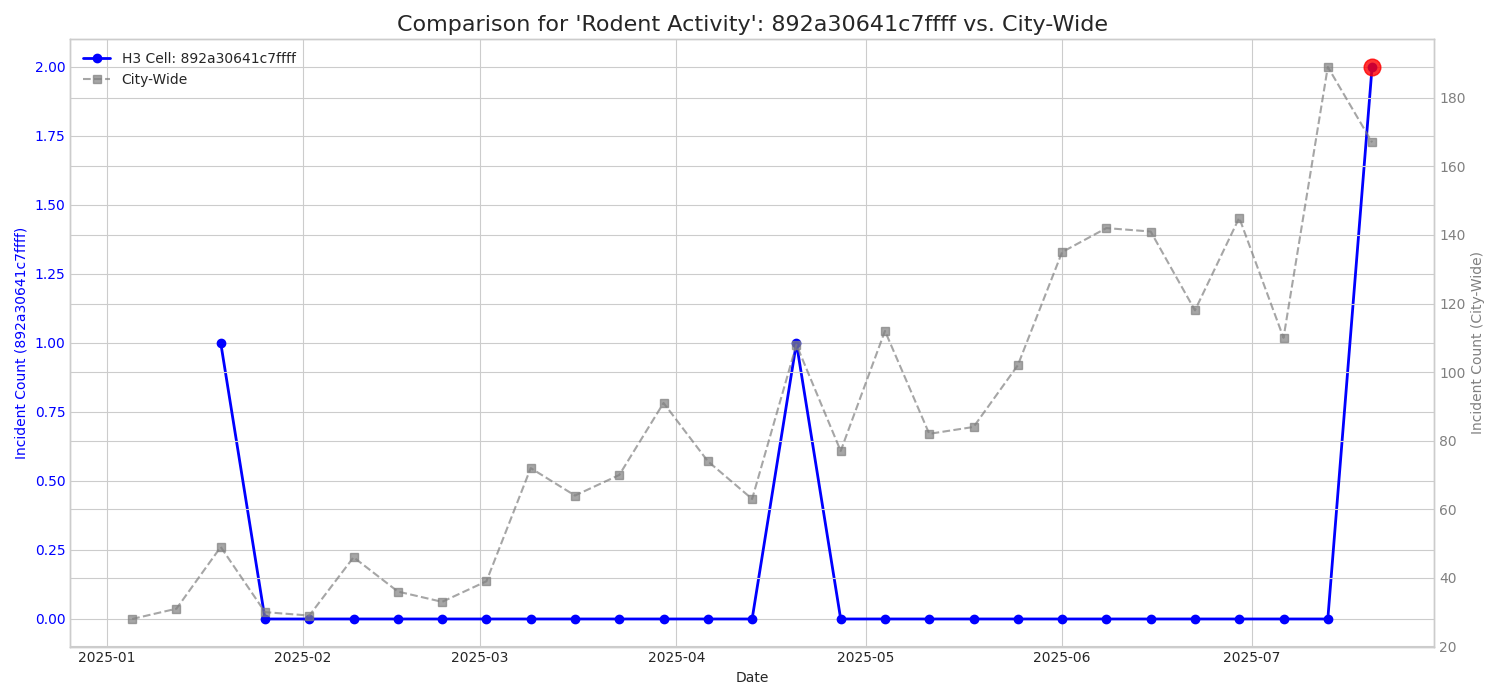 Comparison for 'Rodent Activity': 892a30641c7ffff vs. City-Wide
H3 Cell: 892a30641c7ffff
City-Wide
Incident Count (892a30641c7ffff)
2.00
1.75
1.50
1.25
1.00
0.75
0.50
0.25
0.00
180
160
140
120
100
80
60
40
20
Incident Count (City-Wide)
2025-01 2025-02 2025-03 2025-04 2025-05 2025-06 2025-07
Date